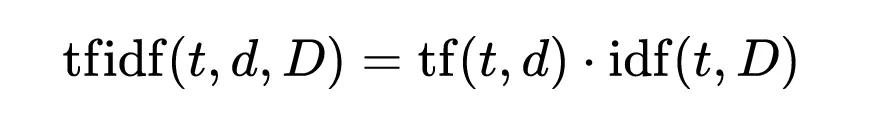 tfidf(t, d, D) = tf(t, d) · idf(t, D)